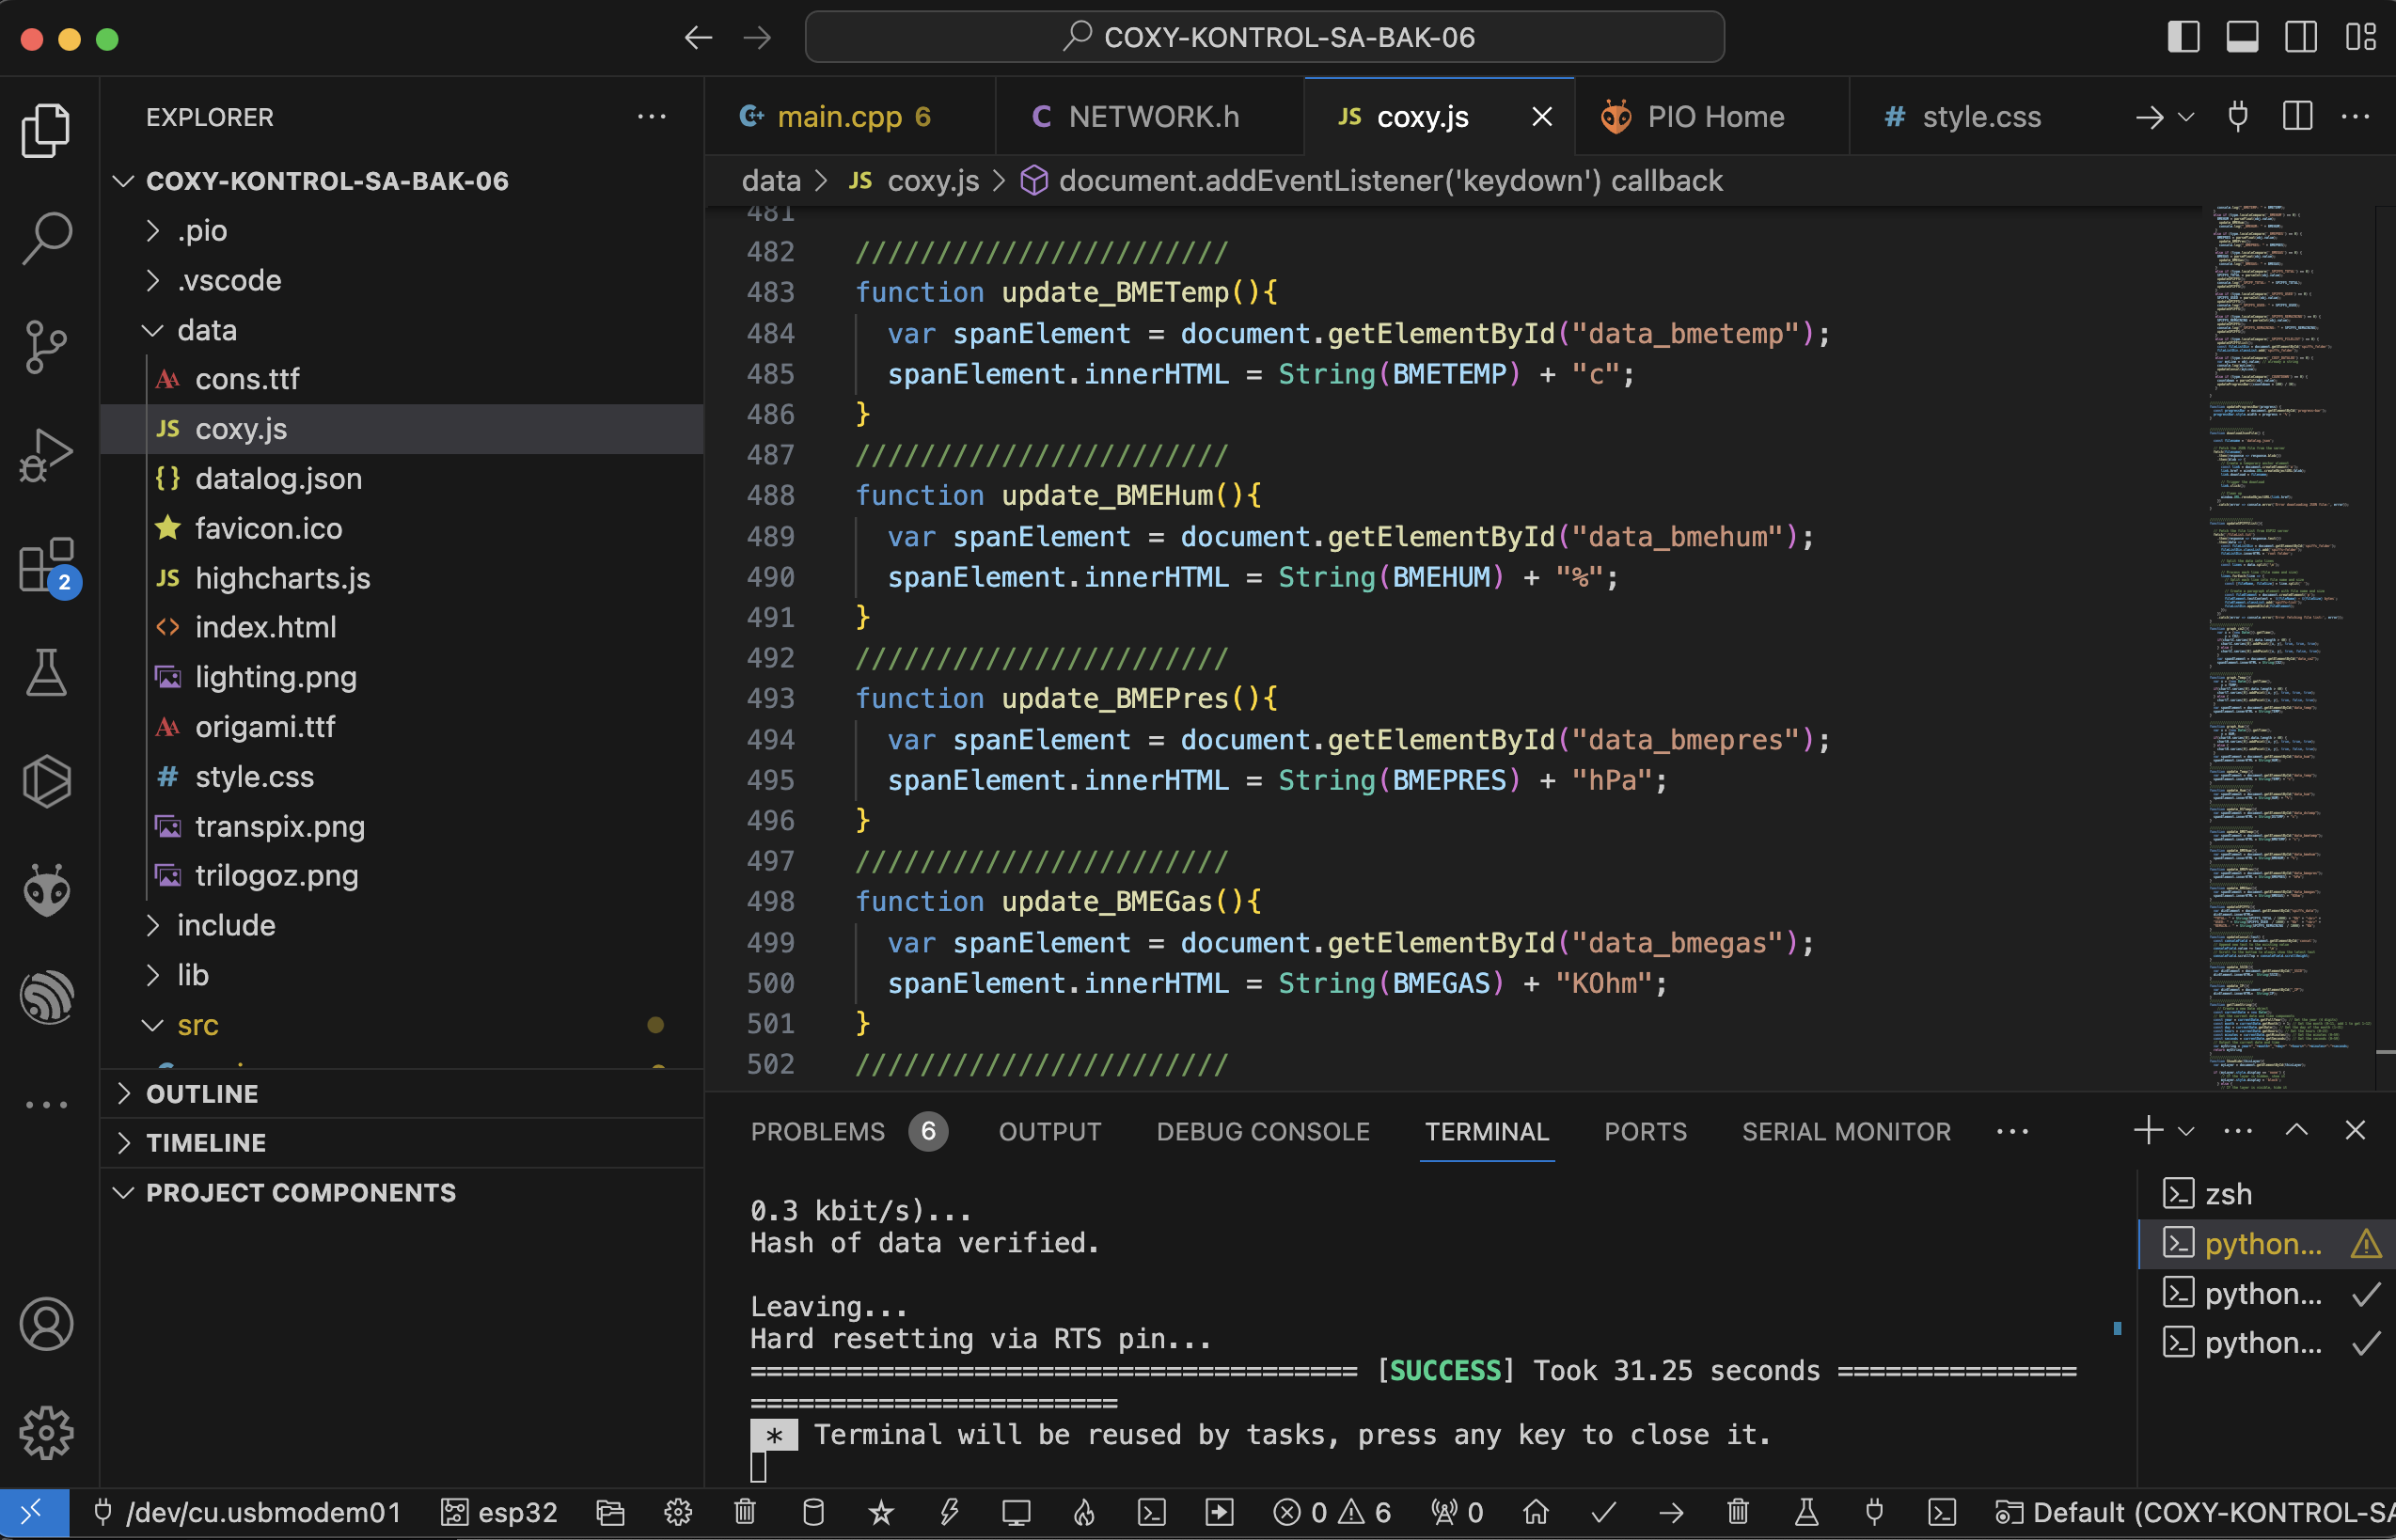 COXY-KONTROL-SA-BAK-06
EXPLORER
COXY-KONTROL-SA-BAK-06
.pio
.vscode
data
cons.ttf
coxy.js
datalog.json
favicon.ico
highcharts.js
index.html
lighting.png
origami.ttf
style.css
transpix.png
trilogoz.png
include
lib
src
OUTLINE
TIMELINE
PROJECT COMPONENTS
2
main.cpp 6
C NETWORK.h
JS coxy.js
PIO Home
# style.css
data > JS coxy.js > document.addEventListener('keydown') callback
481
482 ///////////////////////
483 function update_BMETemp(){
484 var spanElement = document.getElementById("data_bmetemp");
485 spanElement.innerHTML = String(BMETEMP) + "c";
486 }
487 ///////////////////////
488 function update_BMEHum(){
489 var spanElement = document.getElementById("data_bmehum");
490 spanElement.innerHTML = String(BMEHUM) + "%";
491 }
492 ///////////////////////
493 function update_BMEPres(){
494 var spanElement = document.getElementById("data_bmepres");
495 spanElement.innerHTML = String(BMEPRES) + "hPa";
496 }
497 ///////////////////////
498 function update_BMEGas(){
499 var spanElement = document.getElementById("data_bmegas");
500 spanElement.innerHTML = String(BMEGAS) + "KOhm";
501 }
502 ///////////////////////
PROBLEMS 6 OUTPUT DEBUG CONSOLE TERMINAL PORTS SERIAL MONITOR
0.3 kbit/s)...
Hash of data verified.
Leaving...
Hard resetting via RTS pin...
====================================== [SUCCESS] Took 31.25 seconds ===============
=======================
* Terminal will be reused by tasks, press any key to close it.
zsh
python...
python...
python...
/dev/cu.usbmodem01 esp32 0 6 0 Default (COXY-KONTROL-SA